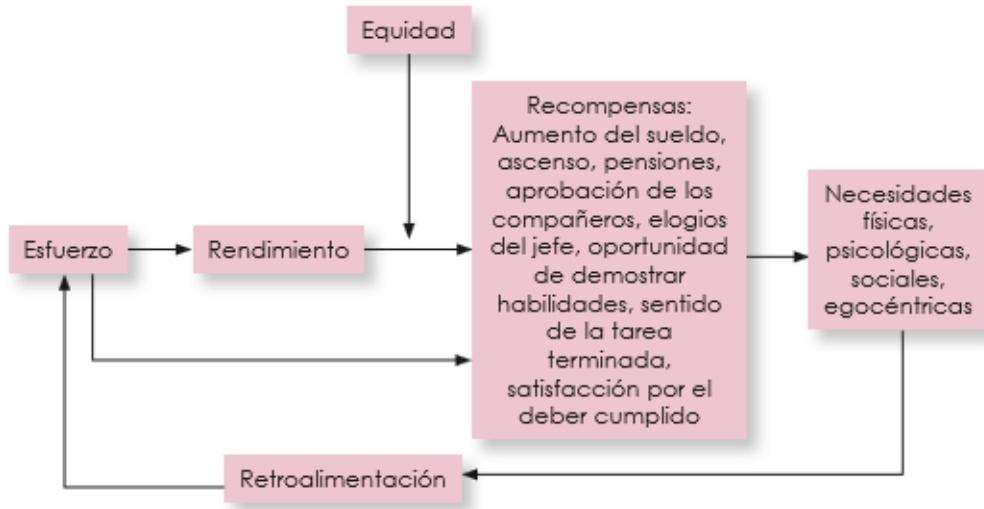 Equidad
Recompensas:
Aumento del sueldo,
ascenso, pensiones,
aprobación de los
compañeros, elogios
del jefe, oportunidad
de demostrar
habilidades, sentido
de la tarea
terminada,
satisfacción por el
deber cumplido
Necesidades
físicas,
psicológicas,
sociales,
egocéntricas
Esfuerzo
Rendimiento
Retroalimentación